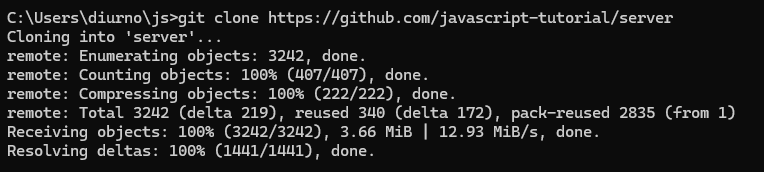 C:\Users\diurno\js>git clone https://github.com/javascript-tutorial/server
Cloning into 'server'...
remote: Enumerating objects: 3242, done.
remote: Counting objects: 100% (407/407), done.
remote: Compressing objects: 100% (222/222), done.
remote: Total 3242 (delta 219), reused 340 (delta 172), pack-reused 2835 (from 1)
Receiving objects: 100% (3242/3242), 3.66 MiB | 12.93 MiB/s, done.
Resolving deltas: 100% (1441/1441), done.